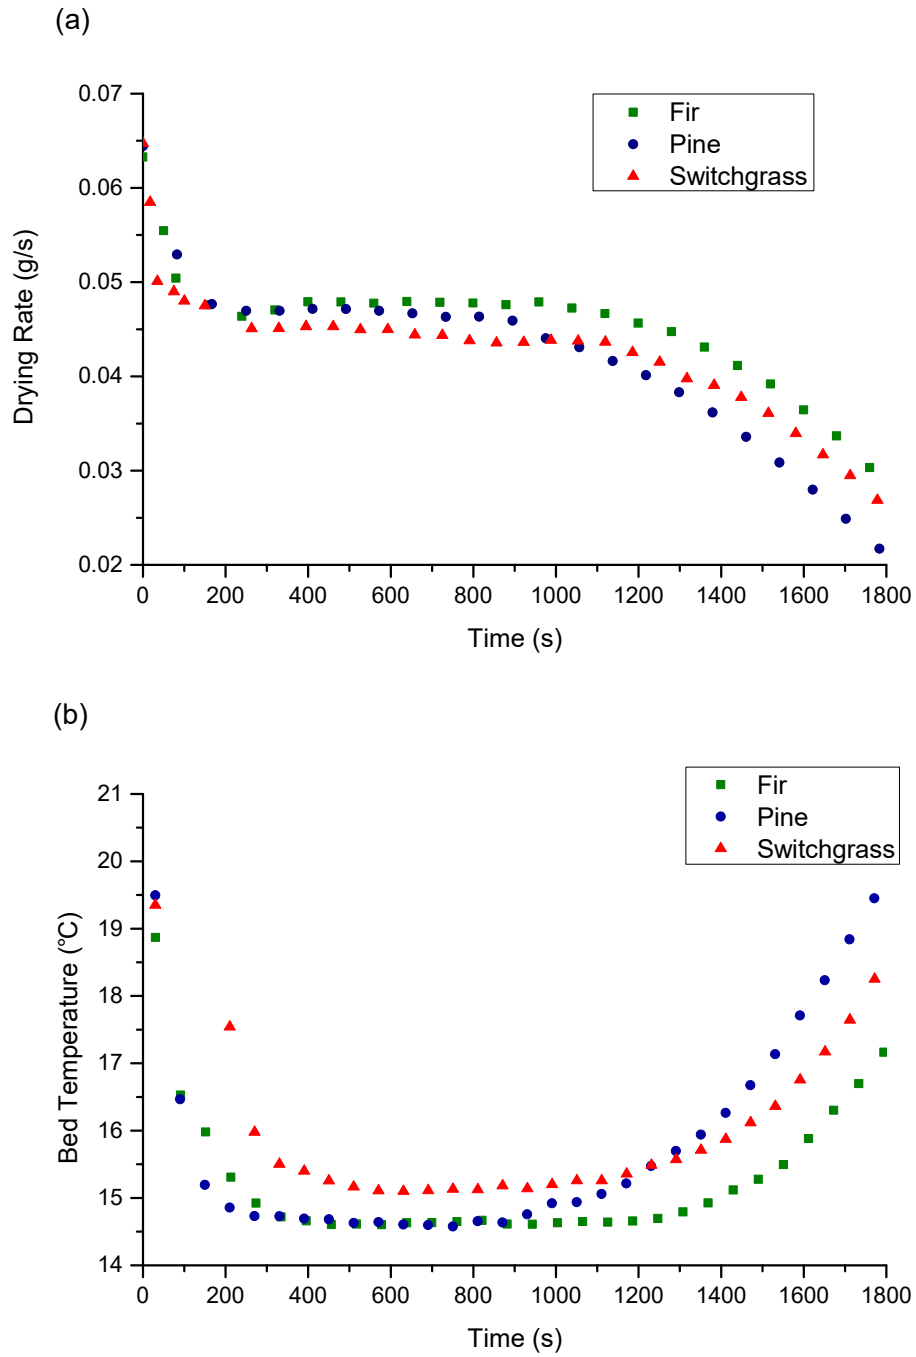 (a)
0.07
0.06
0.05
0.04
0.03
0.02
Drying Rate (g/s)
Fir
Pine
Switchgrass
0 200 400 600 800 1000 1200 1400 1600 1800
Time (s)
(b)
21
20
19
18
17
16
15
14
Bed Temperature (℃)
Fir
Pine
Switchgrass
0 200 400 600 800 1000 1200 1400 1600 1800
Time (s)